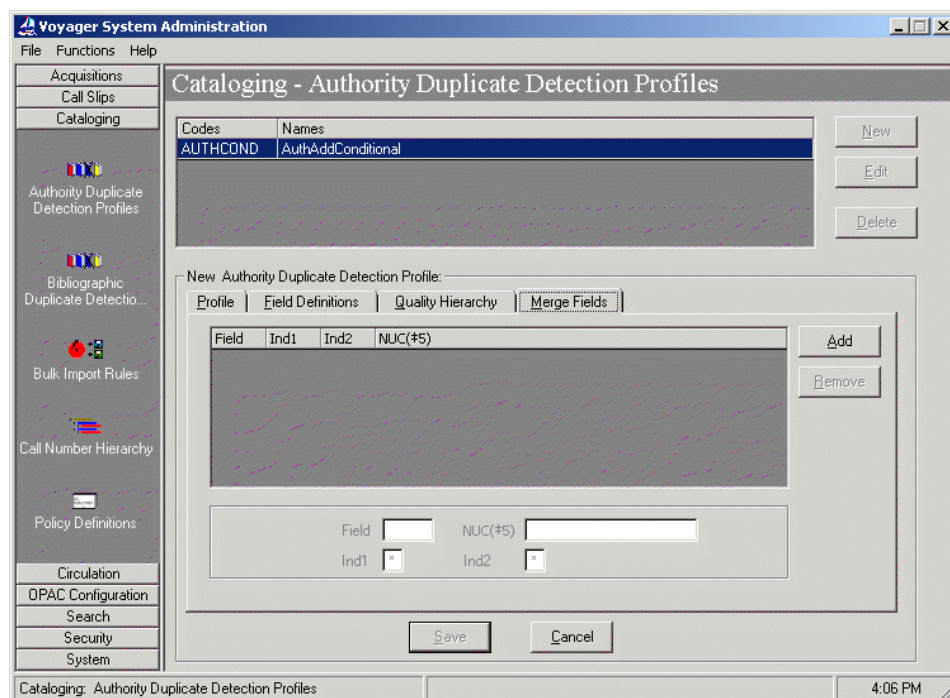 Voyager System Administration
File Functions Help
Acquisitions
Call Slips
Cataloging
Authority Duplicate
Detection Profiles
Bibliographic
Duplicate Detectio...
Bulk Import Rules
Call Number Hierarchy
Policy Definitions
Circulation
OPAC Configuration
Search
Security
System
Cataloging - Authority Duplicate Detection Profiles
Codes Names
AUTHCOND AuthAddConditional
New
Edit
Delete
New Authority Duplicate Detection Profile:
Profile Field Definitions Quality Hierarchy Merge Fields
Field Ind1 Ind2 NUC(‡5)
Add
Remove
Field NUC(‡5)
Ind1 * Ind2 *
Save Cancel
Cataloging: Authority Duplicate Detection Profiles 4:06 PM